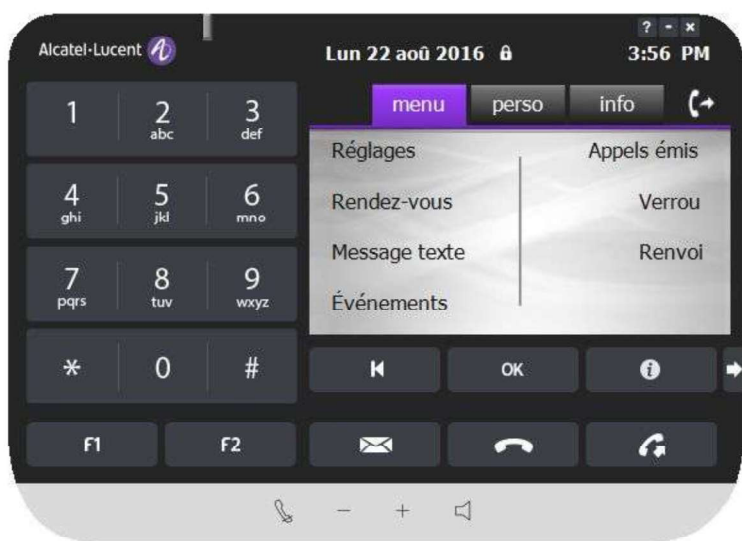 ? - ×
Alcatel·Lucent
Lun 22 aoû 2016
3:56 PM
menu perso info
1 2 abc 3 def
4 ghi 5 jkl 6 mno
7 pqrs 8 tuv 9 wxyz
* 0 #
Réglages Appels émis
Rendez-vous Verrou
Message texte Renvoi
Événements
OK i
F1 F2
− +